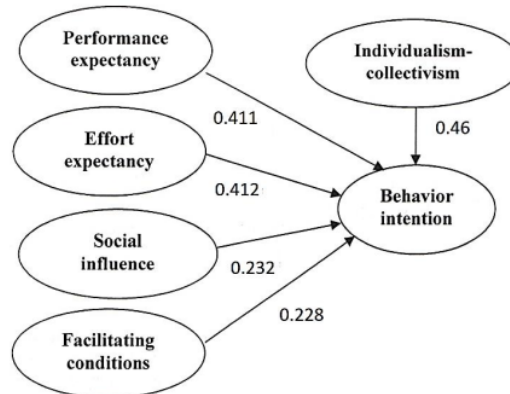 Performance
expectancy
Individualism-
collectivism
0.411
0.46
Effort
expectancy
0.412
Behavior
intention
Social
influence
0.232
0.228
Facilitating
conditions